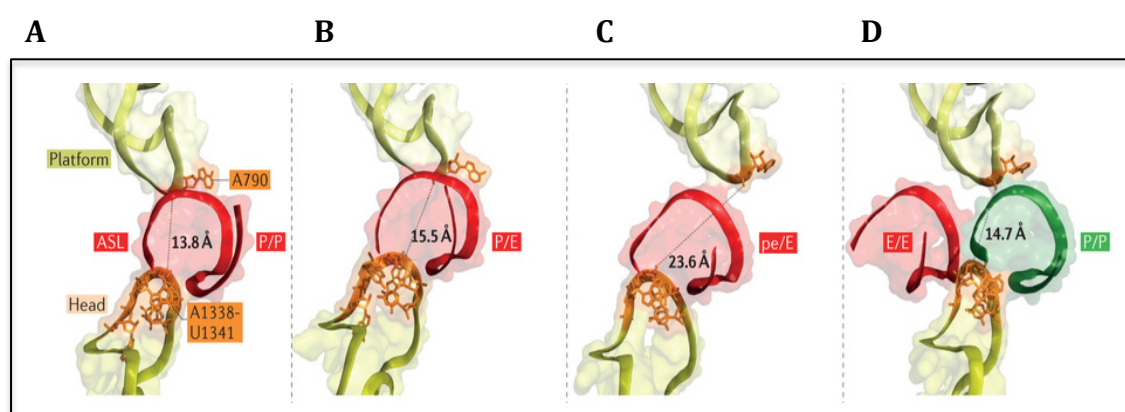 A
B
C
D
Platform
A790
ASL
13.8 Å
P/P
Head
A1338-
U1341
15.5 Å
P/E
23.6 Å
pe/E
E/E
14.7 Å
P/P